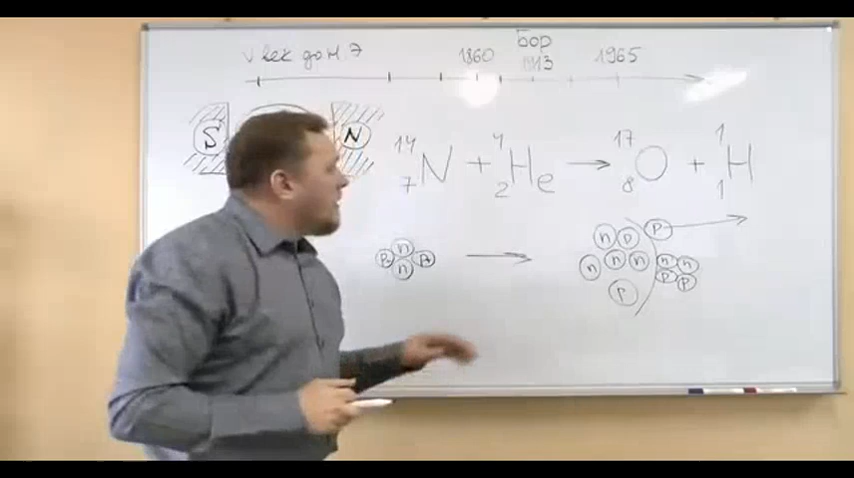 V век до н.э
1860
Бор
1913
1965
S N
14 7 N + 4 2 He → 17 8 O + 1 1 H
n
p p
n
p
n p
n n n n n
p p
p